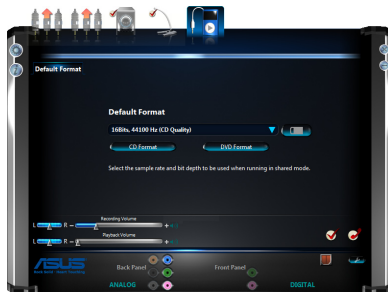 Default Format
Default Format
16Bits, 44100 Hz (CD Quality)
CD Format
DVD Format
Select the sample rate and bit depth to be used when running in shared mode.
Recording Volume
L R - +
Playback Volume
L R - +
ASUS
Back Panel
Front Panel
ANALOG
DIGITAL